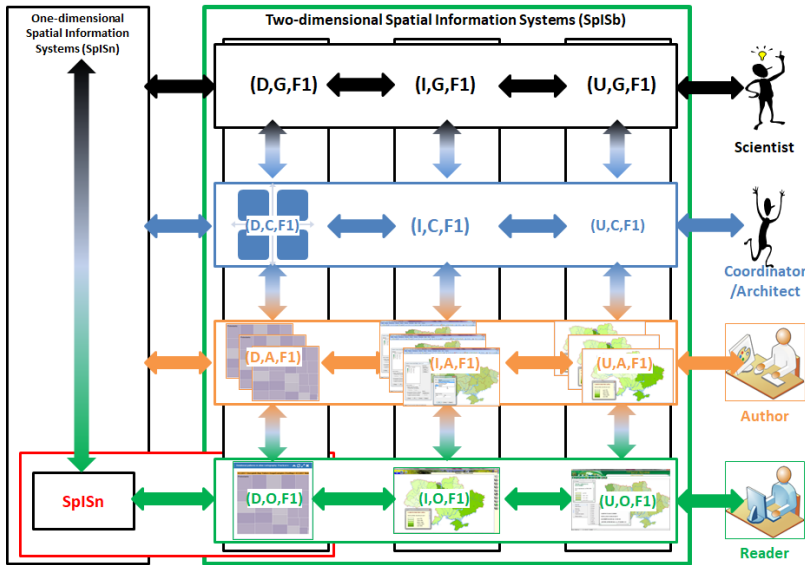 One-dimensional
Spatial Information
Systems (SpISn)
Two-dimensional Spatial Information Systems (SpISb)
(D,G,F1)
(I,G,F1)
(U,G,F1)
Scientist
(D,C,F1)
(I,C,F1)
(U,C,F1)
Coordinator
/Architect
(D,A,F1)
(I,A,F1)
(U,A,F1)
Author
SpISn
(D,O,F1)
(I,O,F1)
(U,O,F1)
Reader